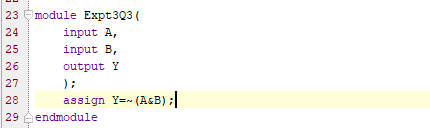 23 module Expt3Q3(
24 input A,
25 input B,
26 output Y
27 );
28 assign Y=~(A&B);
29 endmodule